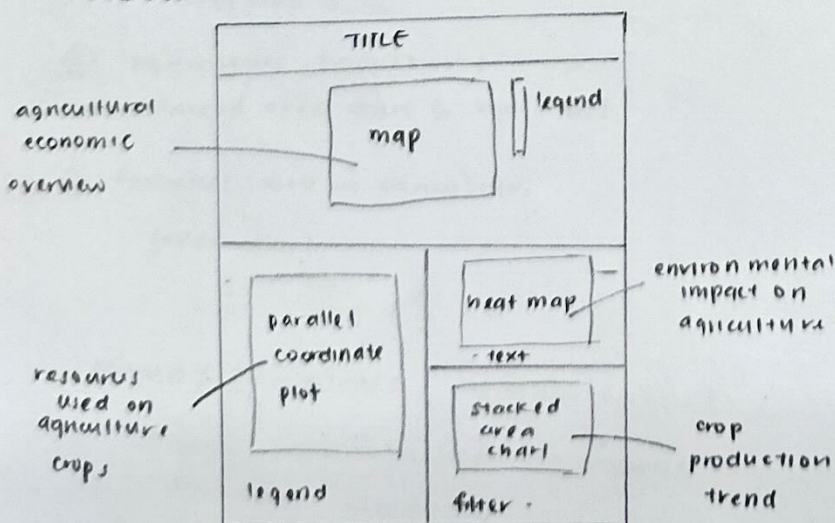 TITLE
agricultural
economic
overview
map
legend
parallel
coordinate
plot
resourus
used on
agriculture
crops
legend
heat map
text
environmental
impact on
agriculture
stacked
area
chart
filter
crop
production
trend